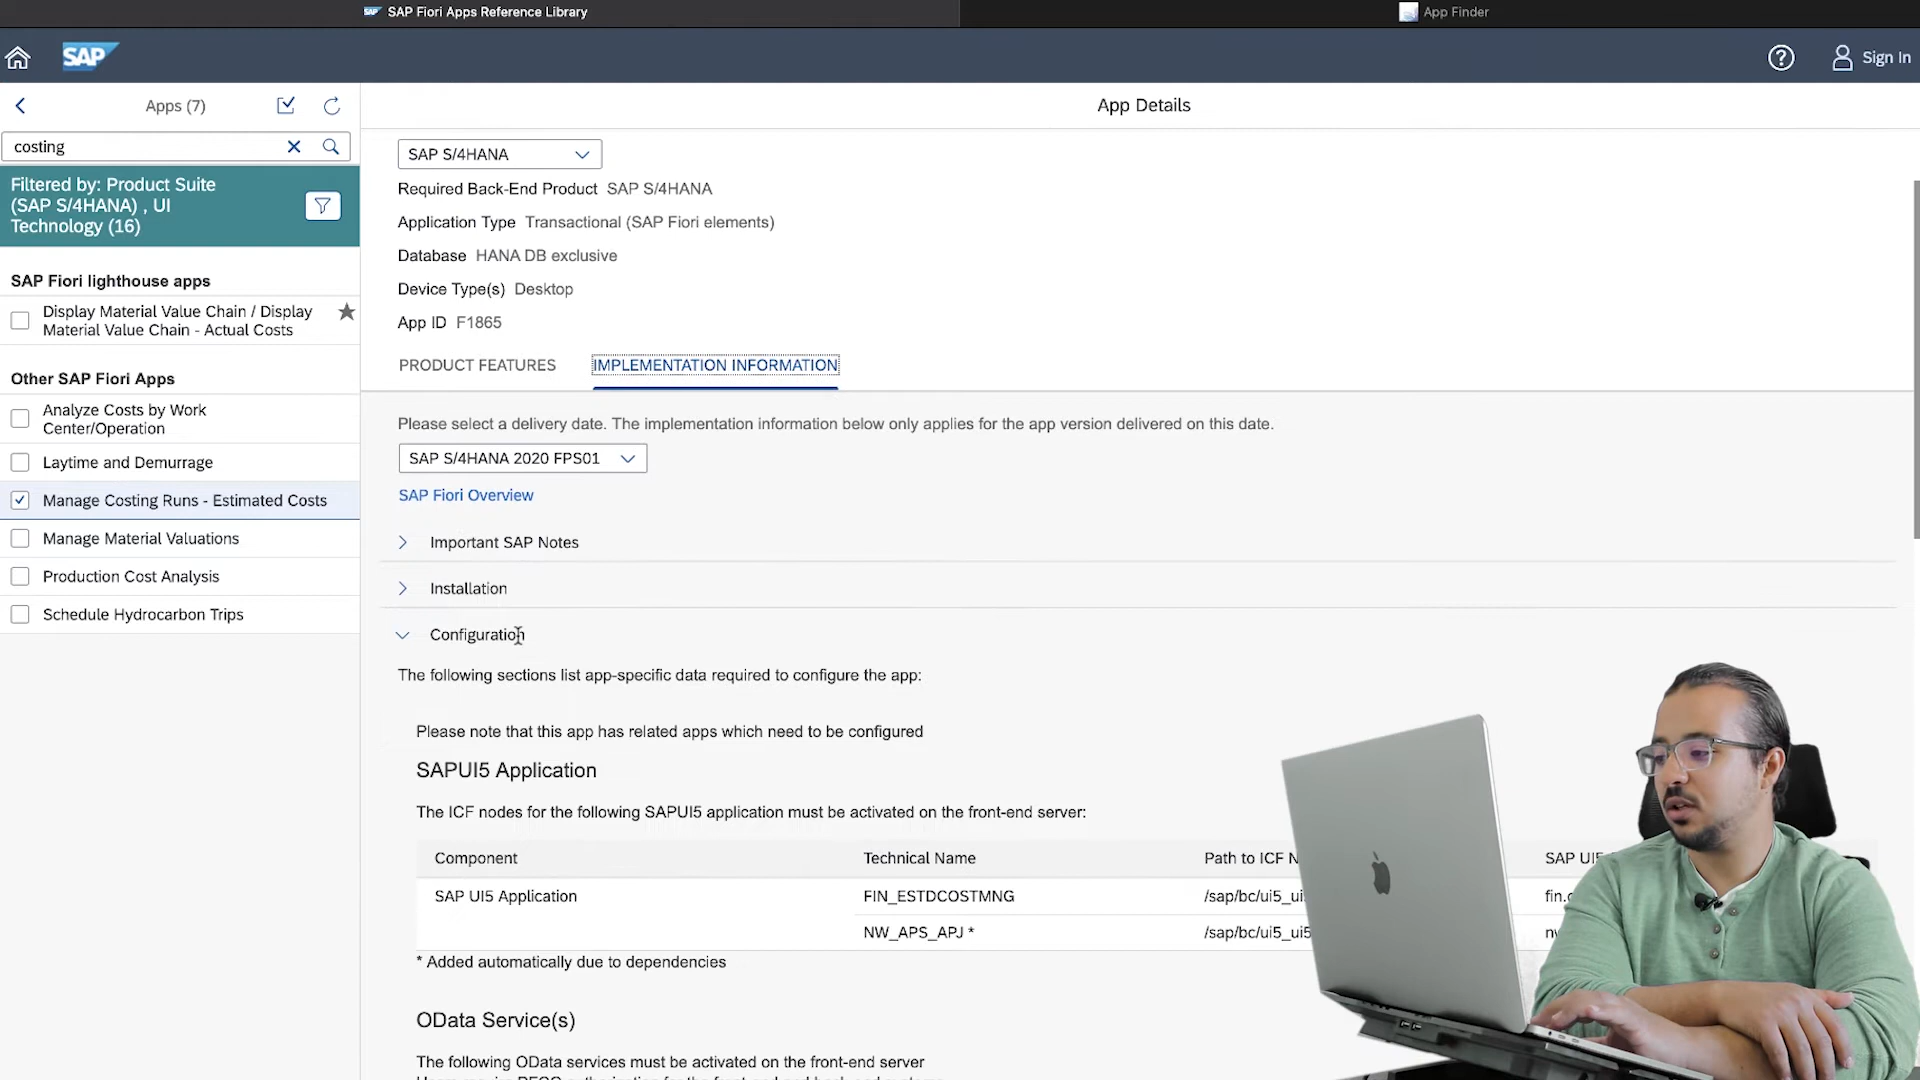 SAP Fiori Apps Reference Library
App Finder
SAP
Sign In
Apps (7)
App Details
costing
Filtered by: Product Suite
(SAP S/4HANA) , UI
Technology (16)
SAP Fiori lighthouse apps
Display Material Value Chain / Display
Material Value Chain - Actual Costs
Other SAP Fiori Apps
Analyze Costs by Work
Center/Operation
Laytime and Demurrage
Manage Costing Runs - Estimated Costs
Manage Material Valuations
Production Cost Analysis
Schedule Hydrocarbon Trips
SAP S/4HANA
Required Back-End Product SAP S/4HANA
Application Type Transactional (SAP Fiori elements)
Database HANA DB exclusive
Device Type(s) Desktop
App ID F1865
PRODUCT FEATURES IMPLEMENTATION INFORMATION
Please select a delivery date. The implementation information below only applies for the app version delivered on this date.
SAP S/4HANA 2020 FPS01
SAP Fiori Overview
Important SAP Notes
Installation
Configuration
The following sections list app-specific data required to configure the app:
Please note that this app has related apps which need to be configured
SAPUI5 Application
The ICF nodes for the following SAPUI5 application must be activated on the front-end server:
Component Technical Name Path to ICF N SAP UI5
SAP UI5 Application FIN_ESTDCOSTMNG /sap/bc/ui5_ui fin.
NW_APS_APJ * /sap/bc/ui5_ui5
* Added automatically due to dependencies
OData Service(s)
The following OData services must be activated on the front-end server